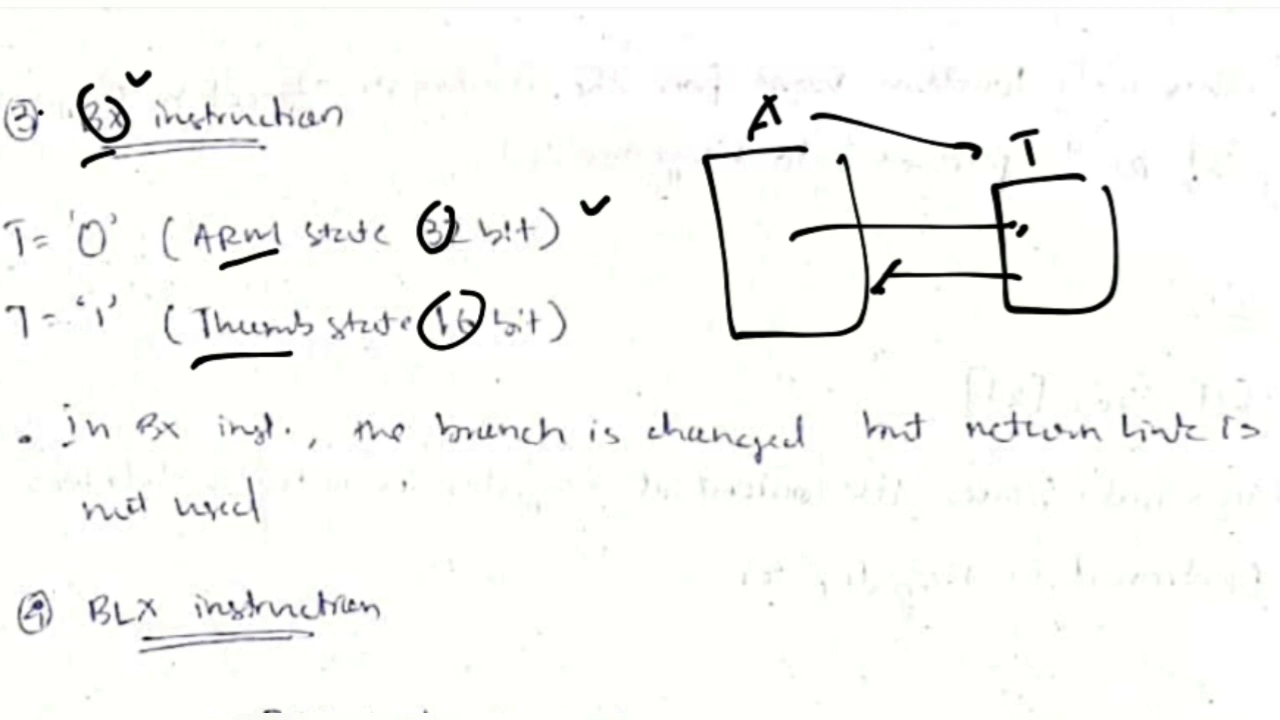 ③. BX instruction
T = '0' (ARM state 32 bit)
T = '1' (Thumb state 16 bit)
A
T
. In BX inst., the branch is changed but return link is
not used
④ BLX instruction